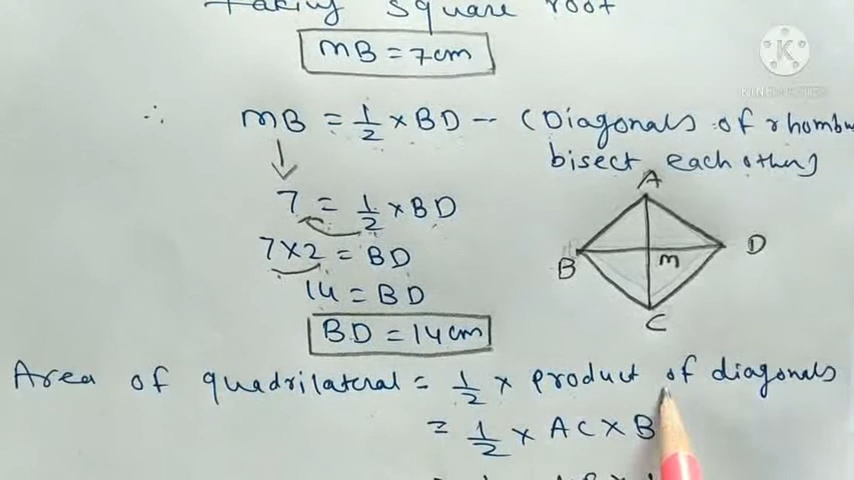 Taking square root
MB = 7cm
∴ MB = 1/2 × BD - (Diagonals of rhombu
bisect each other)
7 = 1/2 × BD
7×2 = BD
14 = BD
BD = 14cm
A
B
M
D
C
Area of quadrilateral = 1/2 × product of diagonals
= 1/2 × AC × B